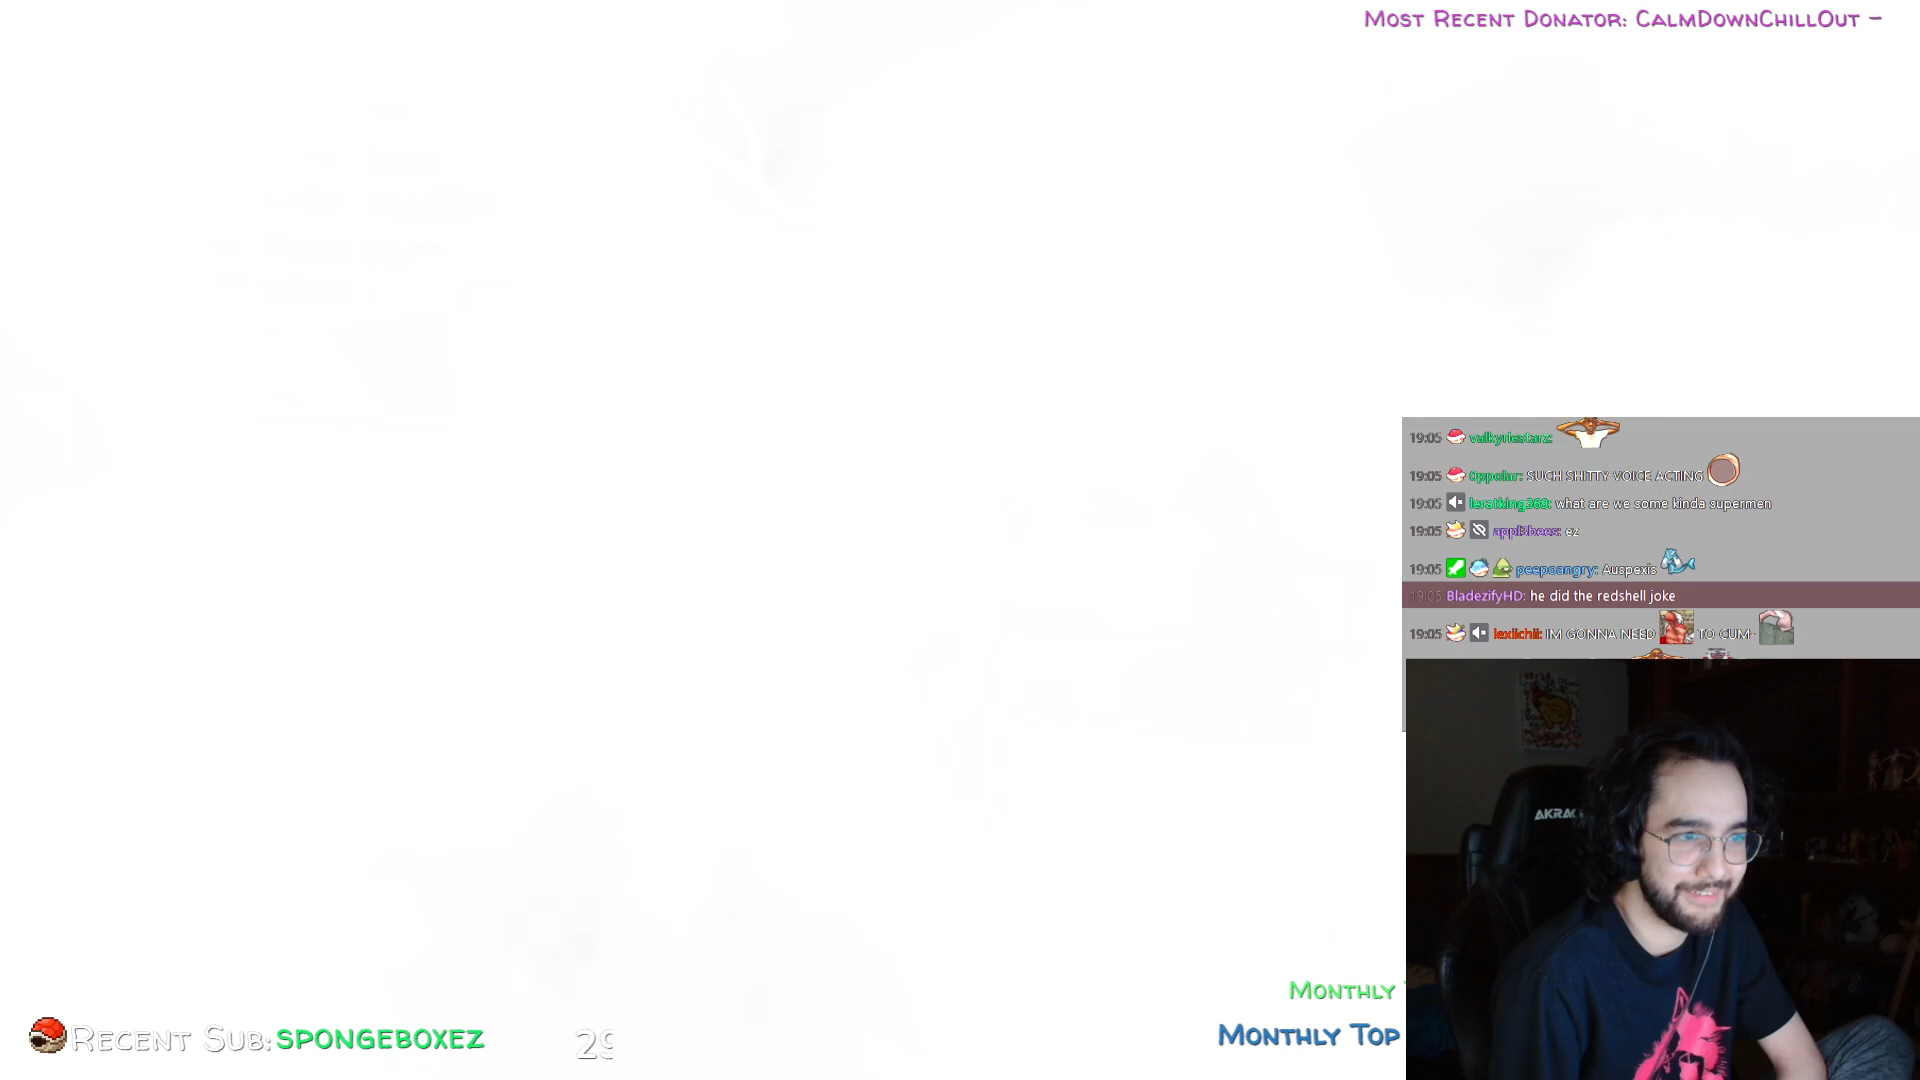 Most Recent Donator: CalmDownChillOut -
19:05 valkyriestarz:
19:05 0ppolar: SUCH SHITTY VOICE ACTING
19:05 leratking369: what are we some kinda supermen
19:05 appl3bees: ez
19:05 peepoangry: Auspexis
19:05 BladezifyHD: he did the redshell joke
19:05 lexiichii: IM GONNA NEED TO CUM-
AKRAC
Monthly
Recent Sub: spongeboxez 29
Monthly Top